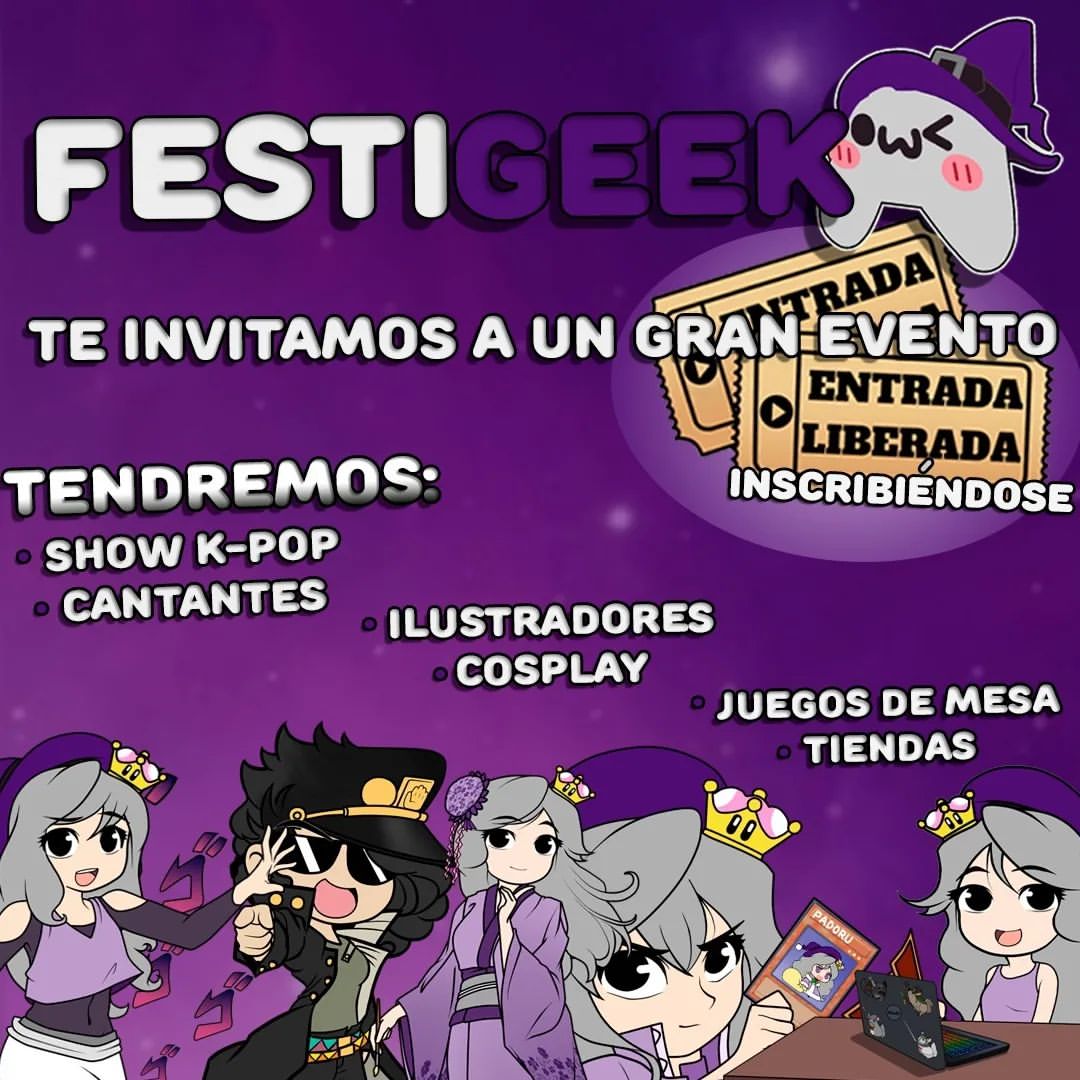 FESTIGEEK
ENTRADA
TE INVITAMOS A UN GRAN EVENTO
ENTRADA
LIBERADA
INSCRIBIÉNDOSE
TENDREMOS:
• SHOW K-POP
• CANTANTES
• ILUSTRADORES
• COSPLAY
• JUEGOS DE MESA
• TIENDAS
PADORU